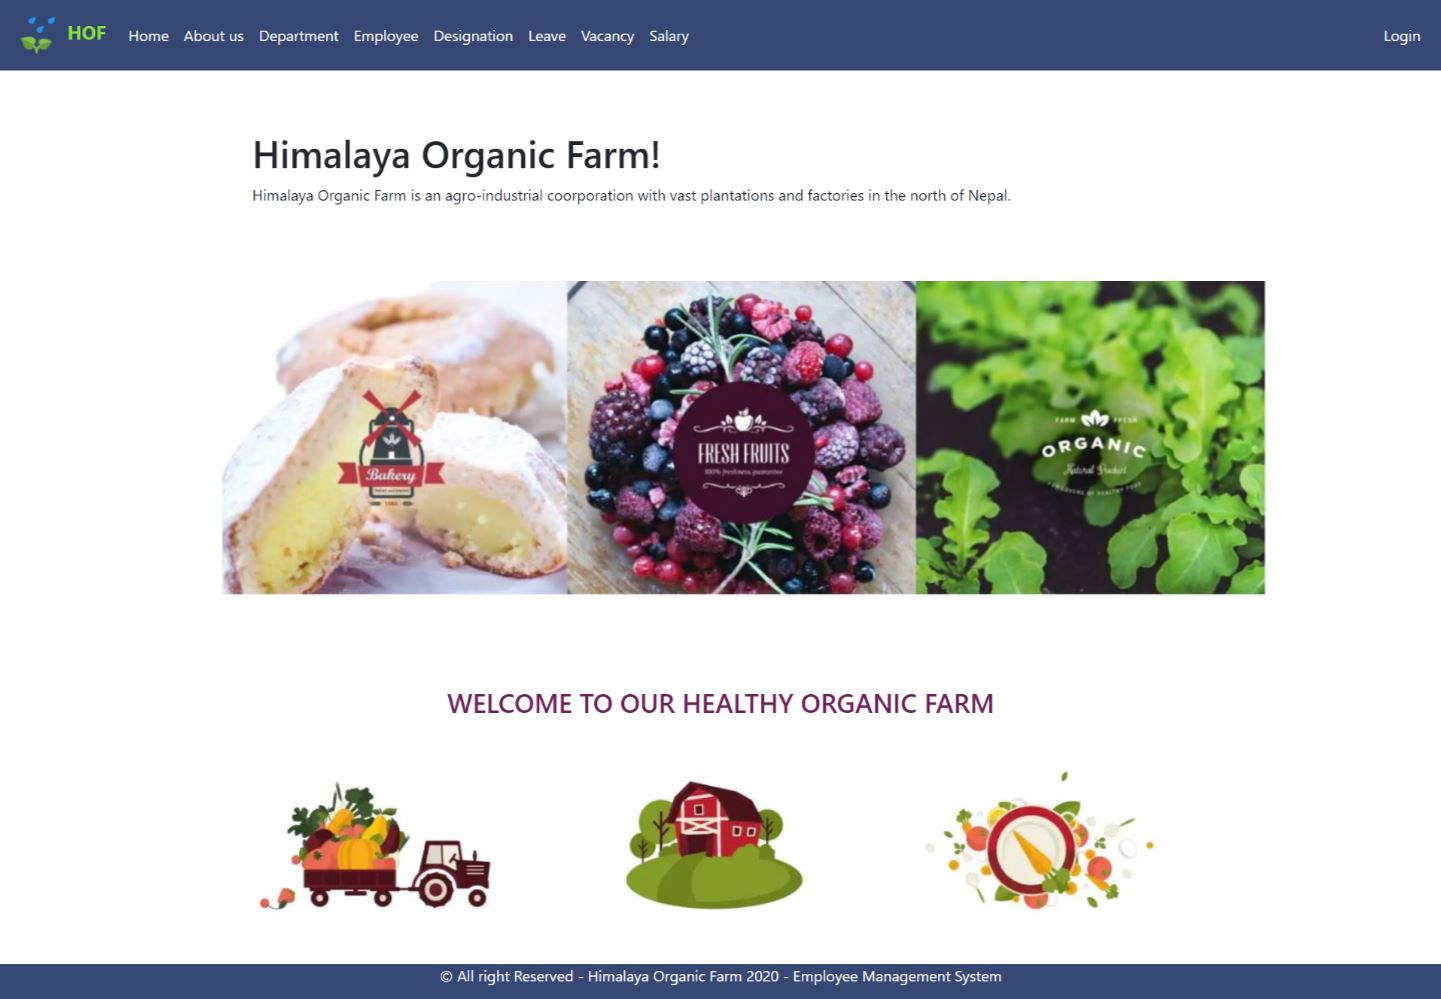 HOF
Home About us Department Employee Designation Leave Vacancy Salary Login
Himalaya Organic Farm!
Himalaya Organic Farm is an agro-industrial coorporation with vast plantations and factories in the north of Nepal.
Bakery
FRESH FRUITS
100% freshness guarantee
FARM FRESH
ORGANIC
Natural Product
WELCOME TO OUR HEALTHY ORGANIC FARM
© All right Reserved - Himalaya Organic Farm 2020 - Employee Management System